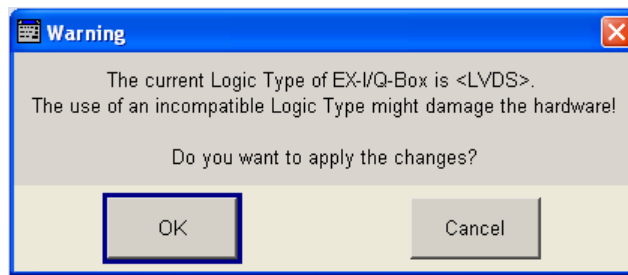 Warning
The current Logic Type of EX-I/Q-Box is <LVDS>.
The use of an incompatible Logic Type might damage the hardware!
Do you want to apply the changes?
OK
Cancel